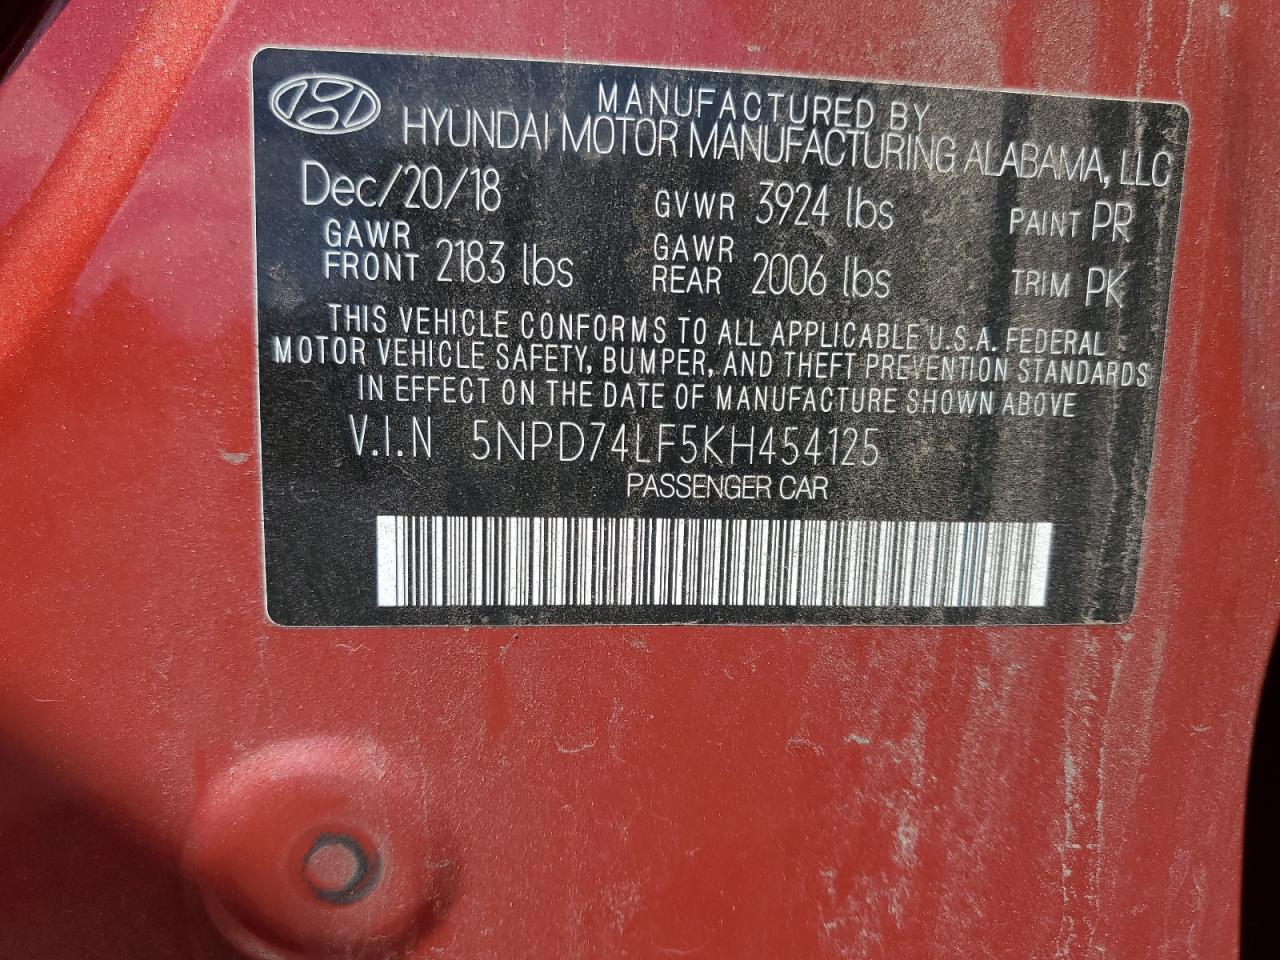 MANUFACTURED BY
HYUNDAI MOTOR MANUFACTURING ALABAMA, LLC
Dec/20/18 GVWR 3924 lbs PAINT PR
GAWR FRONT 2183 lbs GAWR REAR 2006 lbs TRIM PK
THIS VEHICLE CONFORMS TO ALL APPLICABLE U.S.A. FEDERAL
MOTOR VEHICLE SAFETY, BUMPER, AND THEFT PREVENTION STANDARDS
IN EFFECT ON THE DATE OF MANUFACTURE SHOWN ABOVE
V.I.N 5NPD74LF5KH454125
PASSENGER CAR